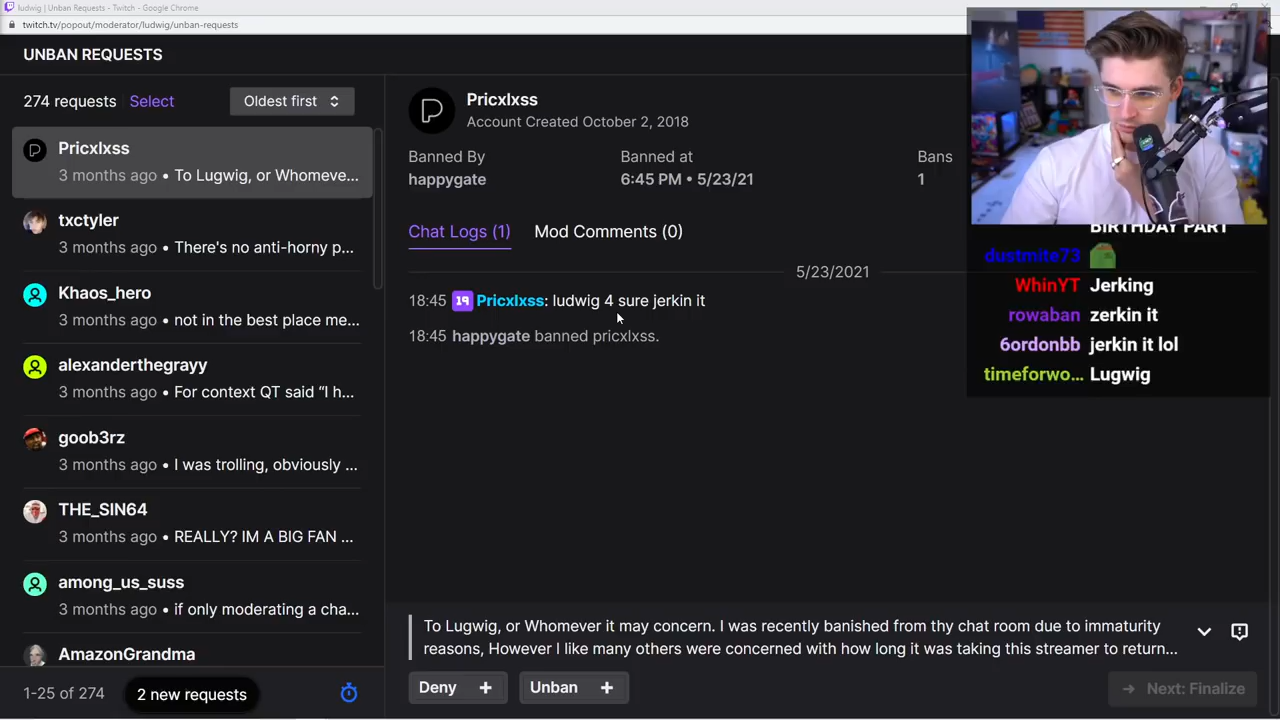 ludwig | Unban Requests - Twitch - Google Chrome
twitch.tv/popout/moderator/ludwig/unban-requests
UNBAN REQUESTS
274 requests Select Oldest first
Pricxlxss
3 months ago • To Lugwig, or Whomeve...
txctyler
3 months ago • There's no anti-horny p...
Khaos_hero
3 months ago • not in the best place me...
alexanderthegrayy
3 months ago • For context QT said “I h...
goob3rz
3 months ago • I was trolling, obviously ...
THE_SIN64
3 months ago • REALLY? IM A BIG FAN ...
among_us_suss
3 months ago • if only moderating a cha...
AmazonGrandma
1-25 of 274 2 new requests
Pricxlxss
Account Created October 2, 2018
Banned By Banned at Bans
happygate 6:45 PM • 5/23/21 1
Chat Logs (1) Mod Comments (0)
5/23/2021
18:45 19 Pricxlxss: ludwig 4 sure jerkin it
18:45 happygate banned pricxlxss.
To Lugwig, or Whomever it may concern. I was recently banished from thy chat room due to immaturity
reasons, However I like many others were concerned with how long it was taking this streamer to return...
Deny + Unban +
Next: Finalize
BIRTHDAY PART
dustmite73
WhinYT Jerking
rowaban zerkin it
6ordonbb jerkin it lol
timeforwo... Lugwig